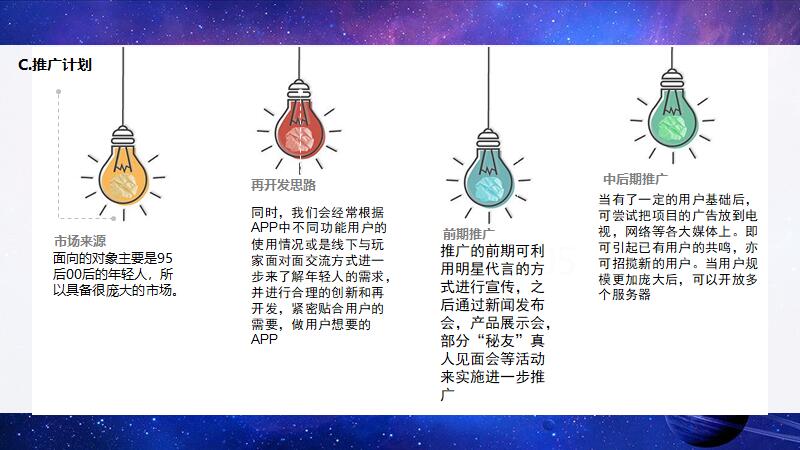 C.推广计划
市场来源
面向的对象主要是95
后00后的年轻人，所
以具备很庞大的市场。
再开发思路
同时，我们会经常根据
APP中不同功能用户的
使用情况或是线下与玩
家面对面交流方式进一
步来了解年轻人的需求，
并进行合理的创新和再
开发，紧密贴合用户的
需要，做用户想要的
APP
前期推广
推广的前期可利
用明星代言的方
式进行宣传，之
后通过新闻发布
会，产品展示会，
部分“秘友”真
人见面会等活动
来实施进一步推
广
中后期推广
当有了一定的用户基础后，
可尝试把项目的广告放到电
视，网络等各大媒体上。即
可引起已有用户的共鸣，亦
可招揽新的用户。当用户规
模更加庞大后，可以开放多
个服务器